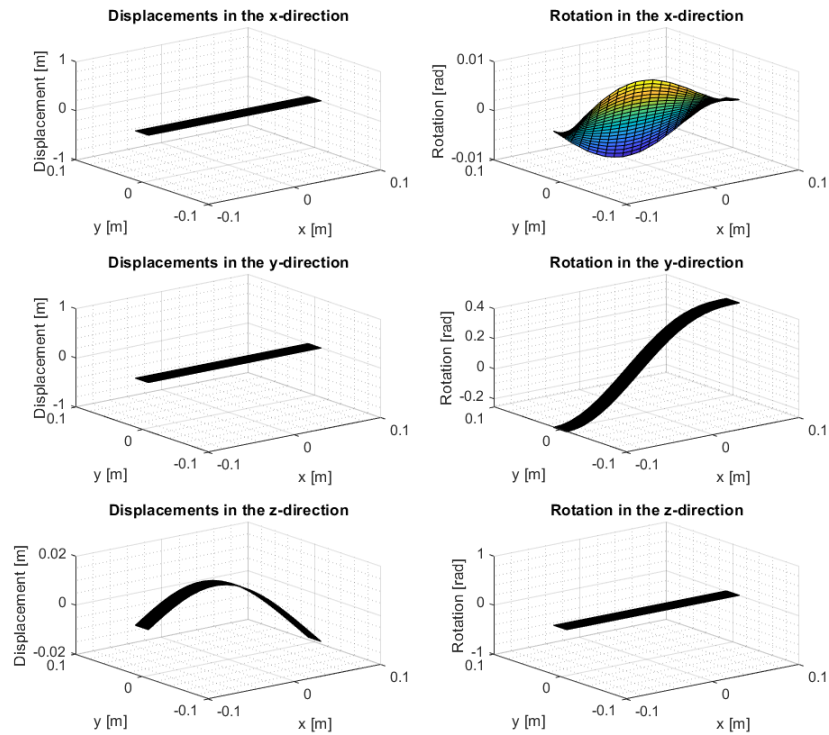 Displacements in the x-direction
Displacement [m]
1
0
-1
0.1
0
-0.1
y [m]
-0.1
0
0.1
x [m]
Rotation in the x-direction
Rotation [rad]
0.01
0
-0.01
0.1
0
-0.1
y [m]
-0.1
0
0.1
x [m]
Displacements in the y-direction
Displacement [m]
1
0
-1
0.1
0
-0.1
y [m]
-0.1
0
0.1
x [m]
Rotation in the y-direction
Rotation [rad]
0.4
0.2
0
-0.2
0.1
0
-0.1
y [m]
-0.1
0
0.1
x [m]
Displacements in the z-direction
Displacement [m]
0.02
0
-0.02
0.1
0
-0.1
y [m]
-0.1
0
0.1
x [m]
Rotation in the z-direction
Rotation [rad]
1
0
-1
0.1
0
-0.1
y [m]
-0.1
0
0.1
x [m]